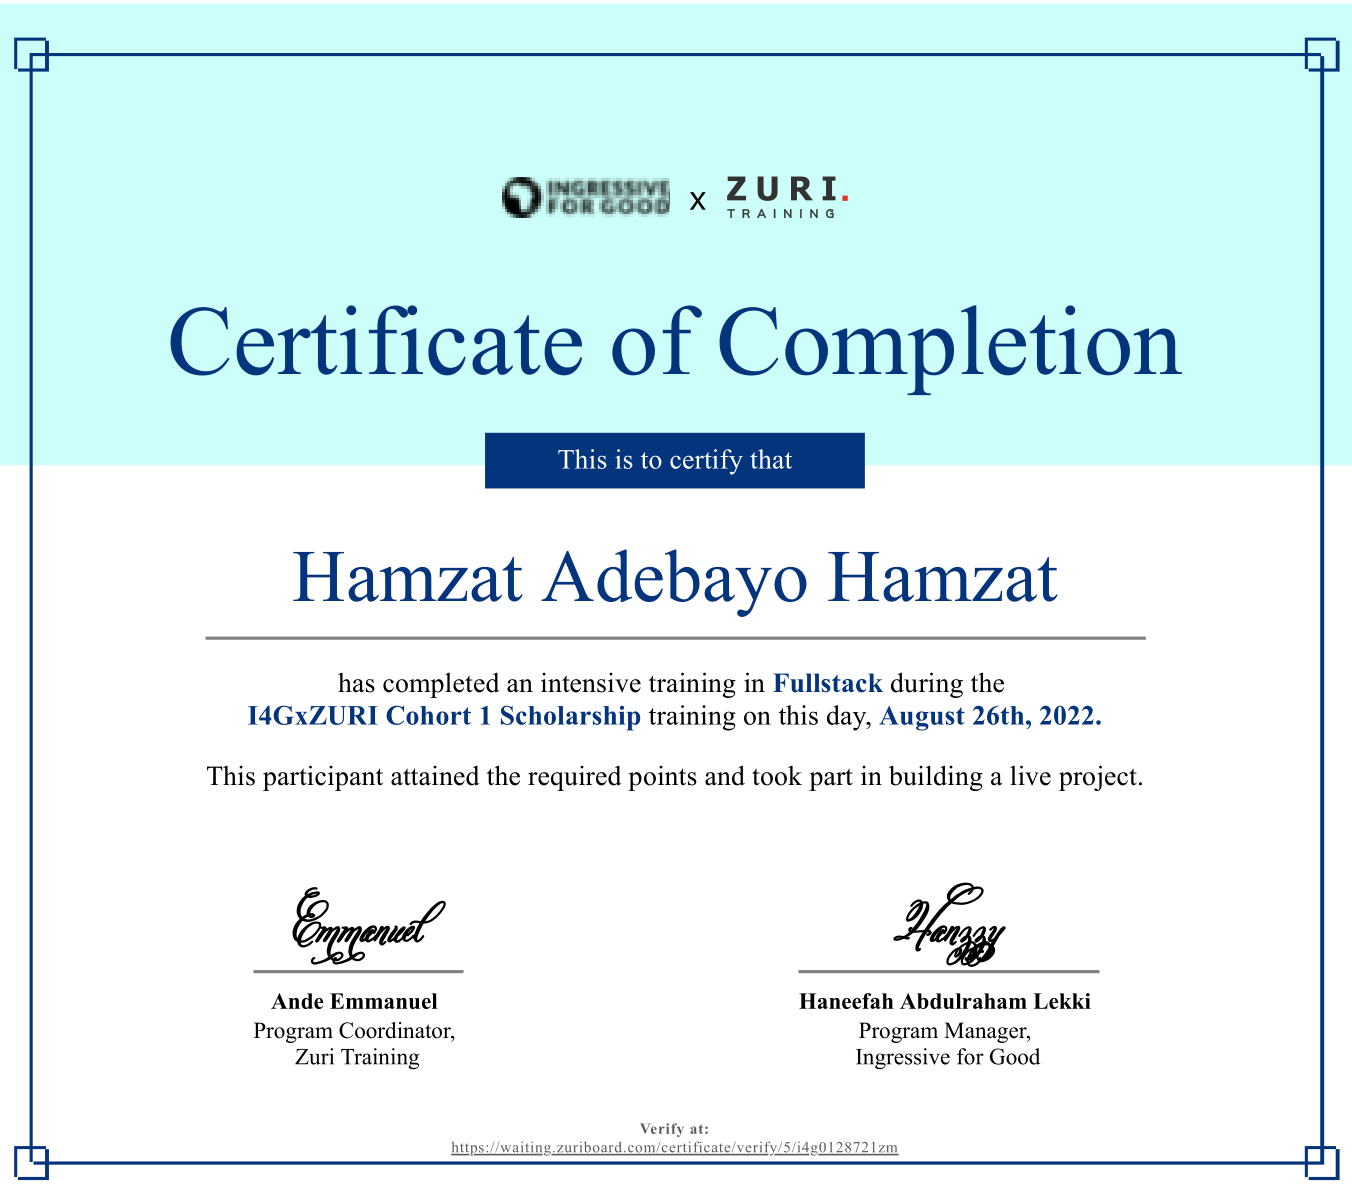 INGRESSIVE
FOR GOOD
x
ZURI.
TRAINING
Certificate of Completion
This is to certify that
Hamzat Adebayo Hamzat
has completed an intensive training in Fullstack during the
I4GxZURI Cohort 1 Scholarship training on this day, August 26th, 2022.
This participant attained the required points and took part in building a live project.
Emmanuel
Ande Emmanuel
Program Coordinator,
Zuri Training
Hanzzy
Haneefah Abdulraham Lekki
Program Manager,
Ingressive for Good
Verify at:
https://waiting.zuriboard.com/certificate/verify/5/i4g0128721zm